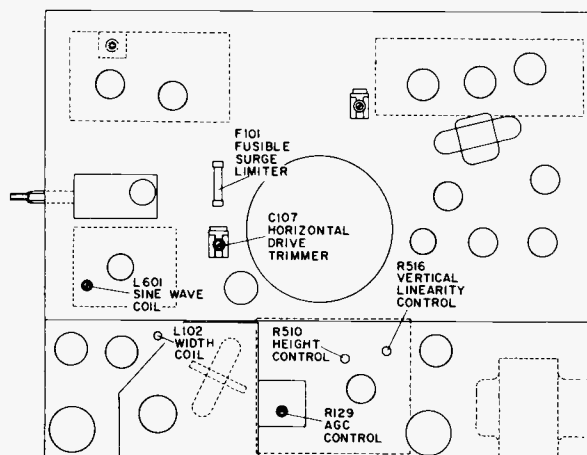 F101
FUSIBLE
SURGE
LIMITER
C107
HORIZONTAL
DRIVE
TRIMMER
R516
VERTICAL
LINEARITY
CONTROL
L601
SINE WAVE
COIL
L102
WIDTH
COIL
R510
HEIGHT
CONTROL
R129
AGC
CONTROL